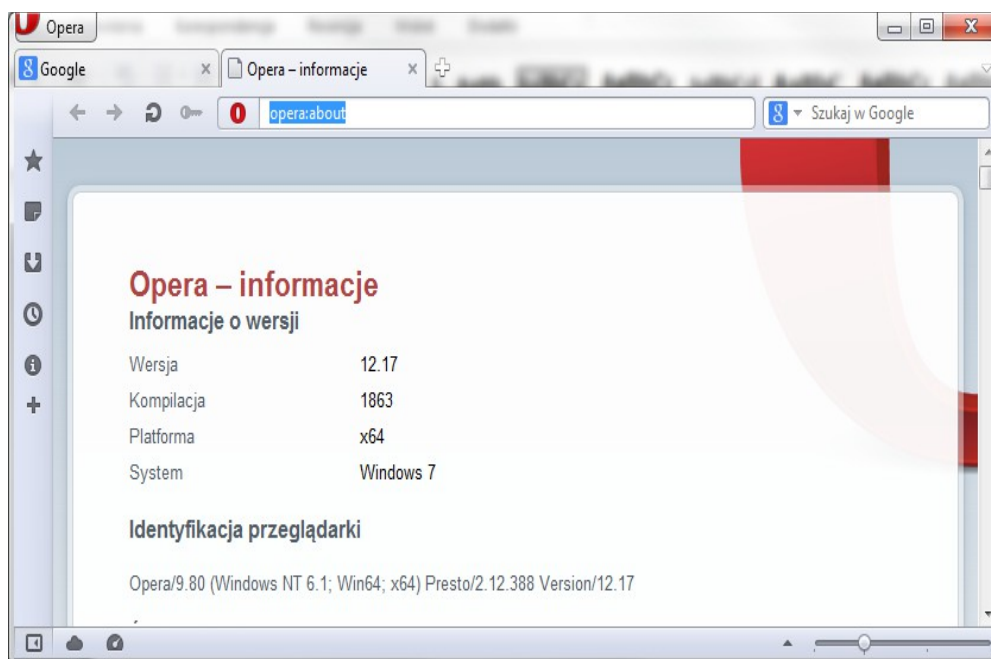 Opera
Google
Opera – informacje
opera:about
Szukaj w Google
Opera – informacje
Informacje o wersji
Wersja 12.17
Kompilacja 1863
Platforma x64
System Windows 7
Identyfikacja przeglądarki
Opera/9.80 (Windows NT 6.1; Win64; x64) Presto/2.12.388 Version/12.17